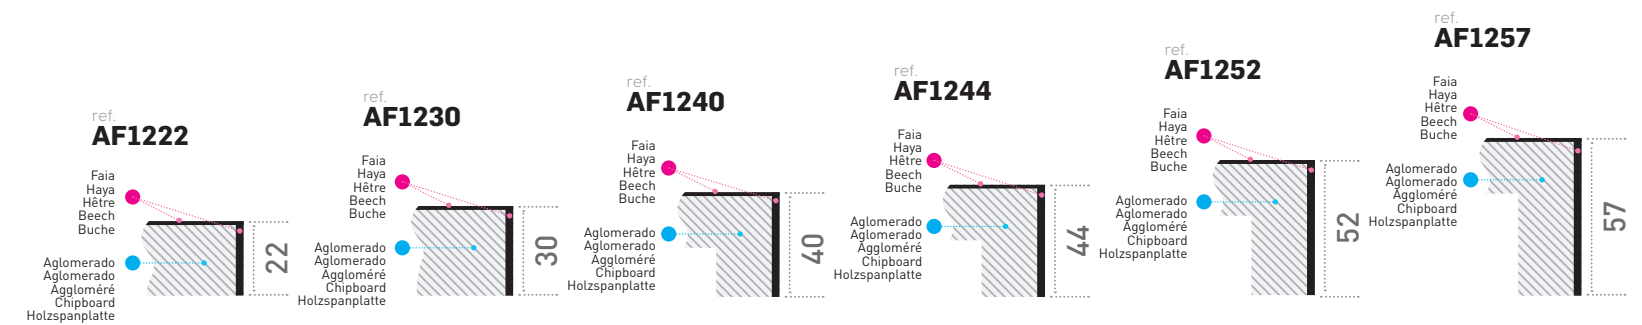 ref.
AF1222
Faia
Haya
Hêtre
Beech
Buche
Aglomerado
Aglomerado
Aggloméré
Chipboard
Holzspanplatte
22
ref.
AF1230
Faia
Haya
Hêtre
Beech
Buche
Aglomerado
Aglomerado
Aggloméré
Chipboard
Holzspanplatte
30
ref.
AF1240
Faia
Haya
Hêtre
Beech
Buche
Aglomerado
Aglomerado
Aggloméré
Chipboard
Holzspanplatte
40
ref.
AF1244
Faia
Haya
Hêtre
Beech
Buche
Aglomerado
Aglomerado
Aggloméré
Chipboard
Holzspanplatte
44
ref.
AF1252
Faia
Haya
Hêtre
Beech
Buche
Aglomerado
Aglomerado
Aggloméré
Chipboard
Holzspanplatte
52
ref.
AF1257
Faia
Haya
Hêtre
Beech
Buche
Aglomerado
Aglomerado
Aggloméré
Chipboard
Holzspanplatte
57